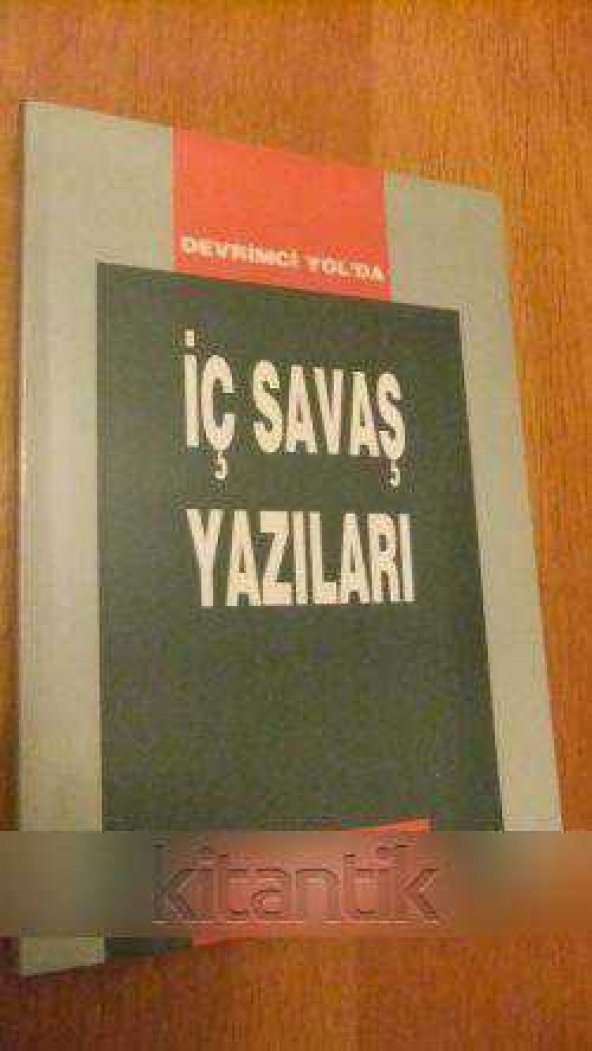 DEVRİMCİ YOL'DA
İÇ SAVAŞ
YAZILARI
kitantik